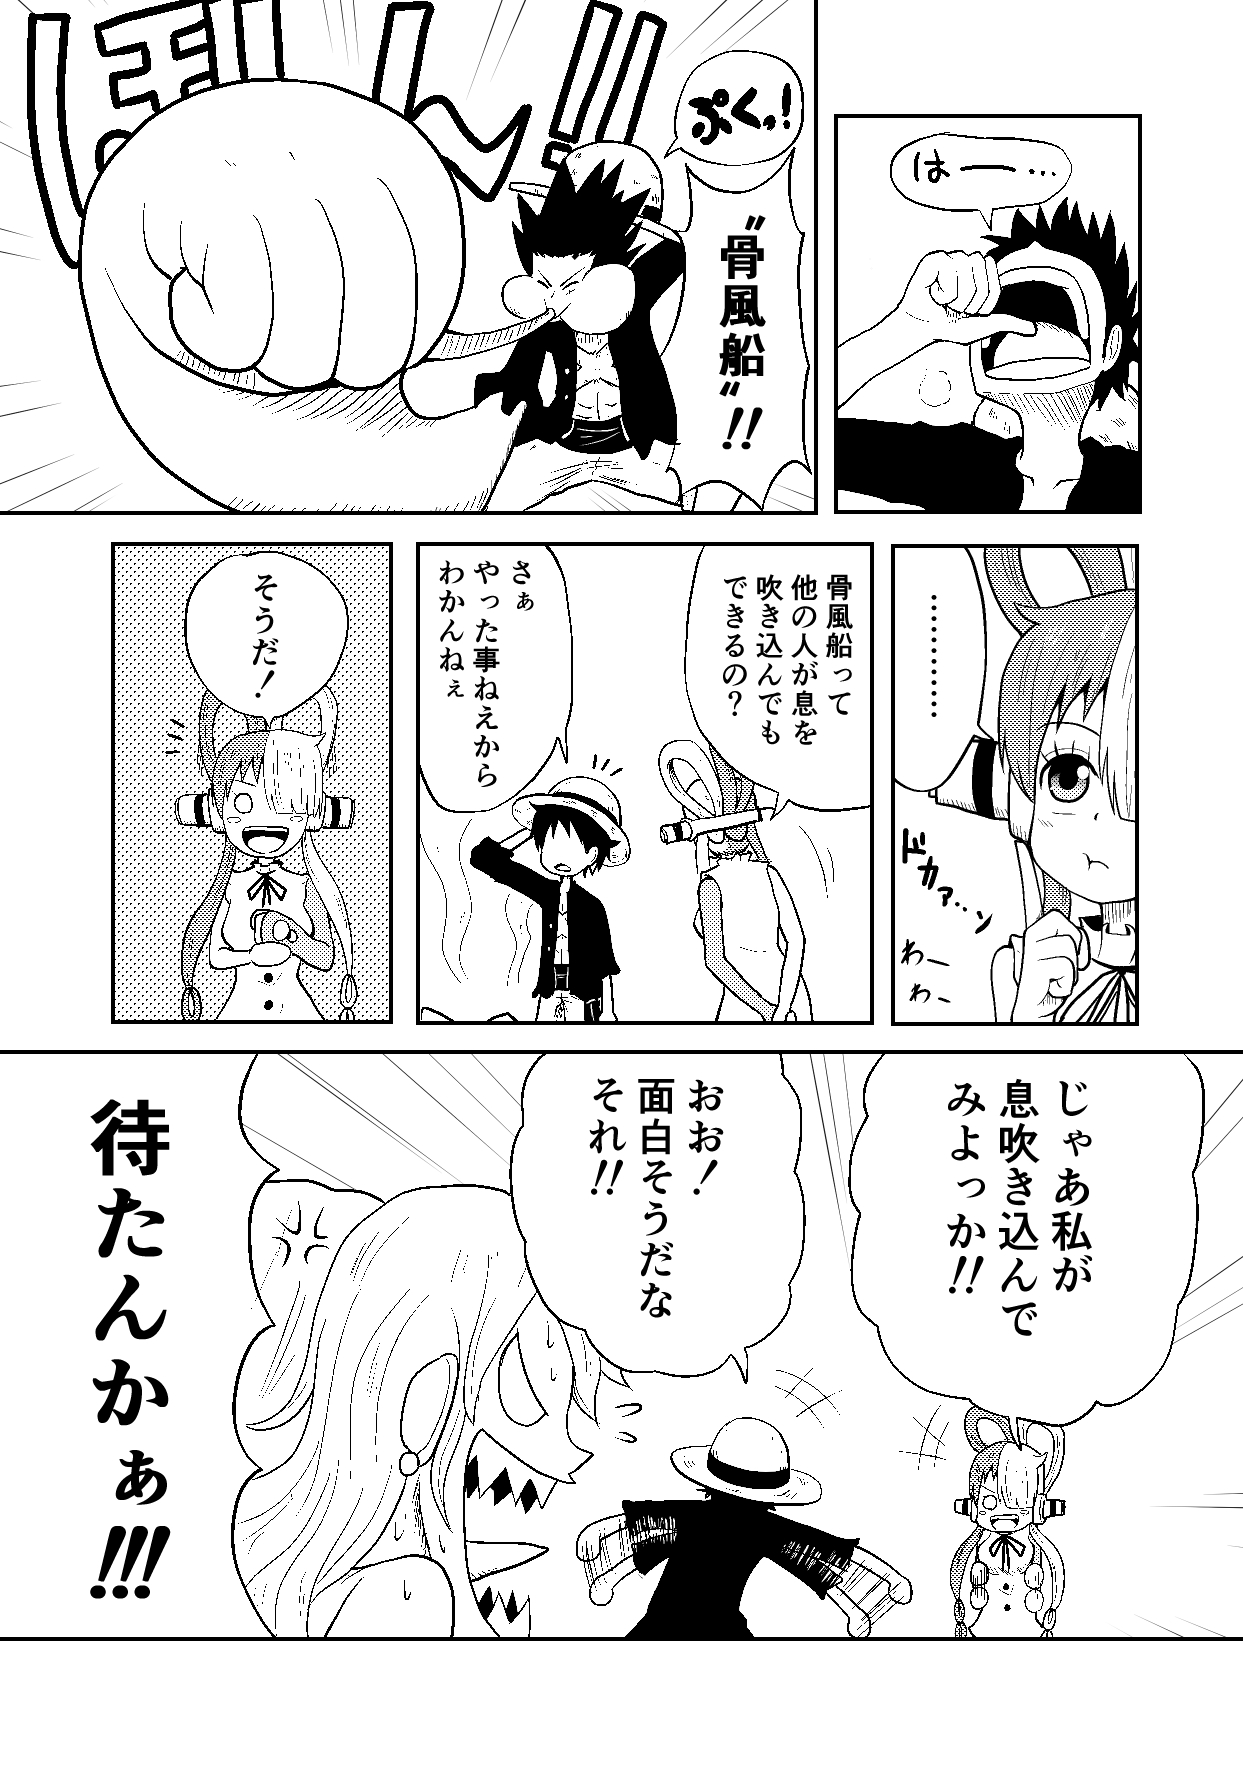 はー…
ぷくっ!
〝骨風船〟!!
ぼん!!
………
ドカァ…ン
わー
わー
骨風船って
他の人が息を
吹き込んでも
できるの?
さぁ
やった事ねえから
わかんねぇ
そうだ!
じゃあ私が
息吹き込んで
みよっか!!
おお!
面白そうだな
それ!!
待たんかぁ!!!